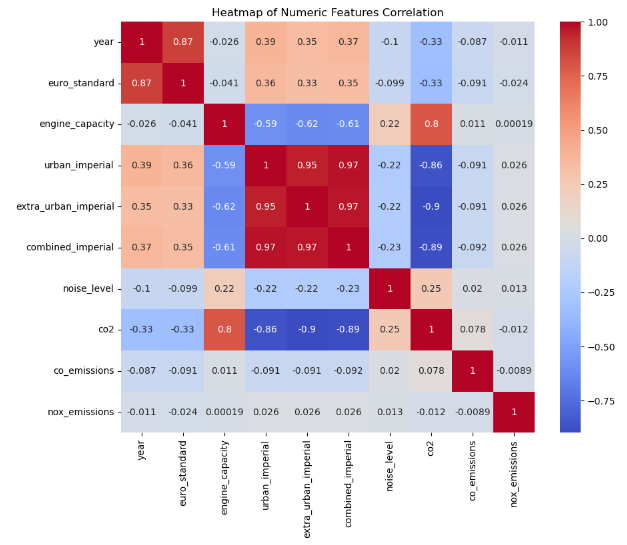 Heatmap of Numeric Features Correlation
year 1 0.87 -0.026 0.39 0.35 0.37 -0.1 -0.33 -0.087 -0.011
euro_standard 0.87 1 -0.041 0.36 0.33 0.35 -0.099 -0.33 -0.091 -0.024
engine_capacity -0.026 -0.041 1 -0.59 -0.62 -0.61 0.22 0.8 0.011 0.00019
urban_imperial 0.39 0.36 -0.59 1 0.95 0.97 -0.22 -0.86 -0.091 0.026
extra_urban_imperial 0.35 0.33 -0.62 0.95 1 0.97 -0.22 -0.9 -0.091 0.026
combined_imperial 0.37 0.35 -0.61 0.97 0.97 1 -0.23 -0.89 -0.092 0.026
noise_level -0.1 -0.099 0.22 -0.22 -0.22 -0.23 1 0.25 0.02 0.013
co2 -0.33 -0.33 0.8 -0.86 -0.9 -0.89 0.25 1 0.078 -0.012
co_emissions -0.087 -0.091 0.011 -0.091 -0.091 -0.092 0.02 0.078 1 -0.0089
nox_emissions -0.011 -0.024 0.00019 0.026 0.026 0.026 0.013 -0.012 -0.0089 1
year
euro_standard
engine_capacity
urban_imperial
extra_urban_imperial
combined_imperial
noise_level
co2
co_emissions
nox_emissions
1.00
0.75
0.50
0.25
0.00
−0.25
−0.50
−0.75